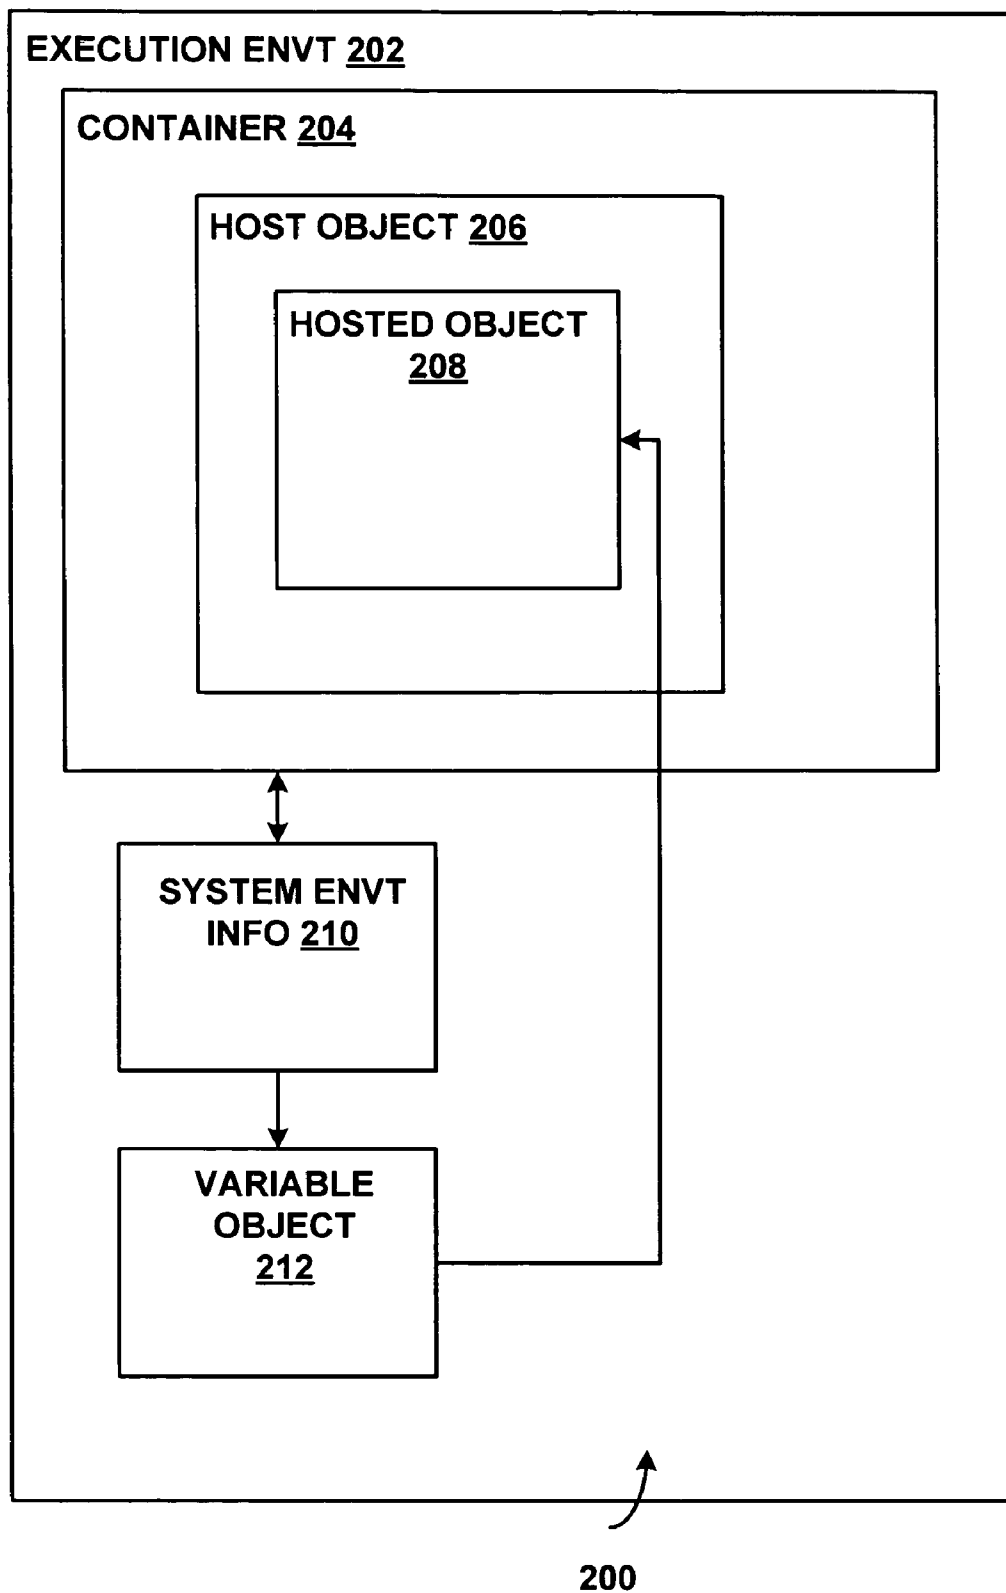 EXECUTION ENVT 202
CONTAINER 204
HOST OBJECT 206
HOSTED OBJECT
208
SYSTEM ENVT
INFO 210
VARIABLE
OBJECT
212
200